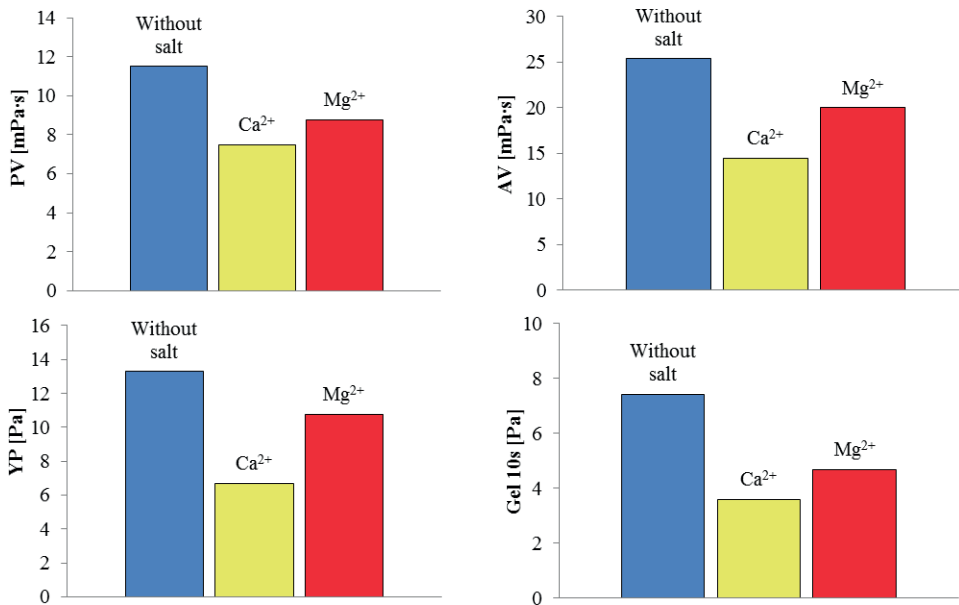 PV [mPa·s]
14
12
10
8
6
4
2
0
Without
salt
Ca²⁺
Mg²⁺
AV [mPa·s]
30
25
20
15
10
5
0
Without
salt
Ca²⁺
Mg²⁺
YP [Pa]
16
14
12
10
8
6
4
2
0
Without
salt
Ca²⁺
Mg²⁺
Gel 10s [Pa]
10
8
6
4
2
0
Without
salt
Ca²⁺
Mg²⁺